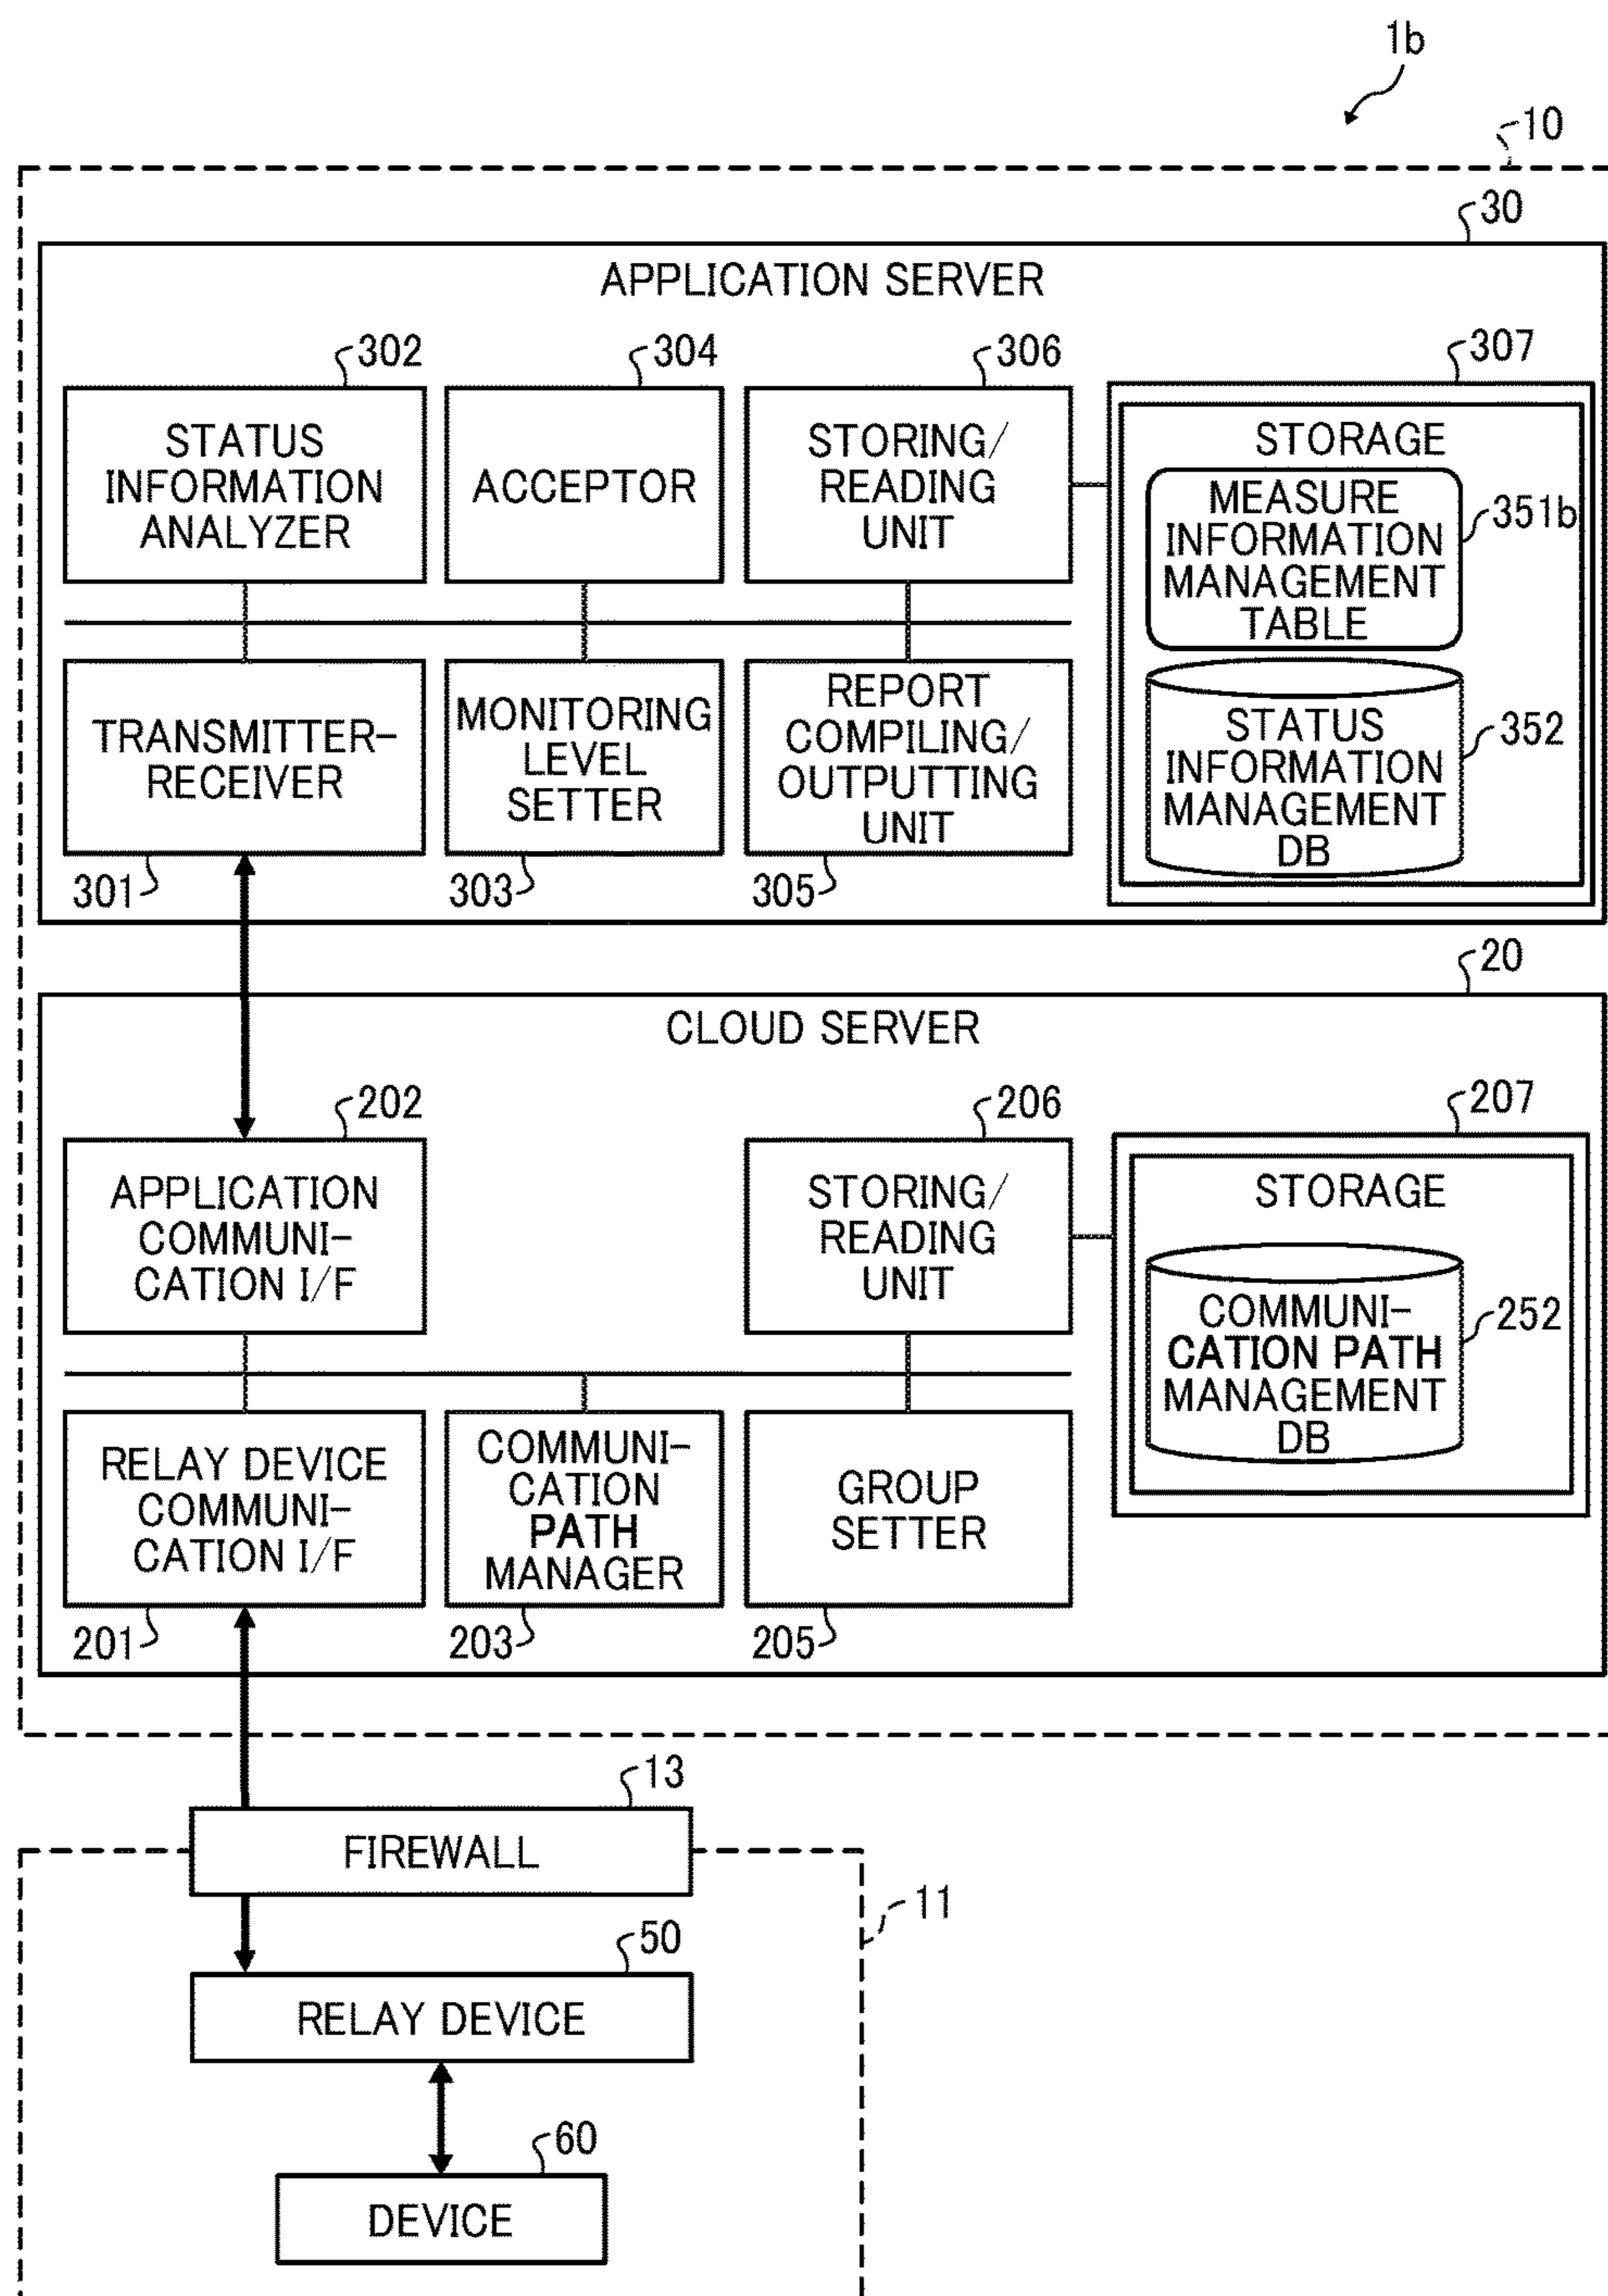 1b
10
30
APPLICATION SERVER
302
304
306
307
STATUS
INFORMATION
ANALYZER
ACCEPTOR
STORING/
READING
UNIT
STORAGE
MEASURE
INFORMATION
MANAGEMENT
TABLE
351b
TRANSMITTER-
RECEIVER
MONITORING
LEVEL
SETTER
REPORT
COMPILING/
OUTPUTTING
UNIT
STATUS
INFORMATION
MANAGEMENT
DB
352
301
303
305
20
CLOUD SERVER
202
206
207
APPLICATION
COMMUNI-
CATION I/F
STORING/
READING
UNIT
STORAGE
COMMUNI-
CATION PATH
MANAGEMENT
DB
252
RELAY DEVICE
COMMUNI-
CATION I/F
COMMUNI-
CATION
PATH
MANAGER
GROUP
SETTER
201
203
205
13
FIREWALL
11
50
RELAY DEVICE
60
DEVICE